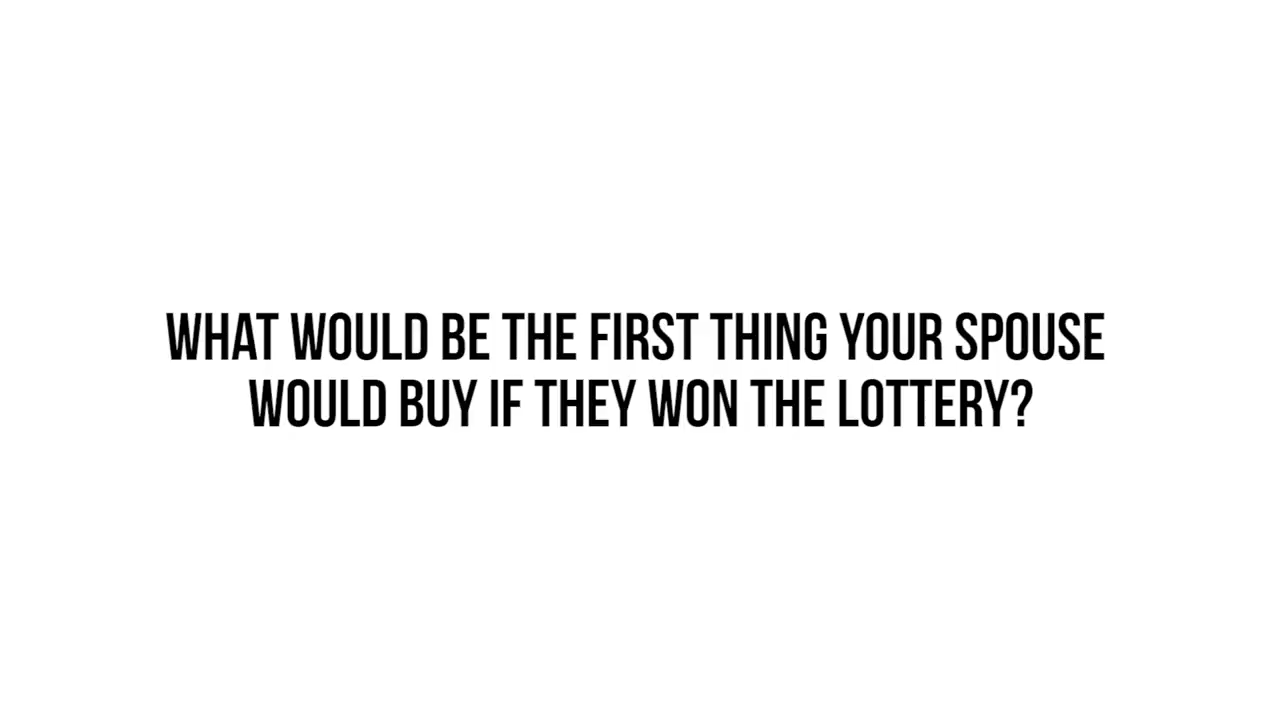 WHAT WOULD BE THE FIRST THING YOUR SPOUSE
WOULD BUY IF THEY WON THE LOTTERY?